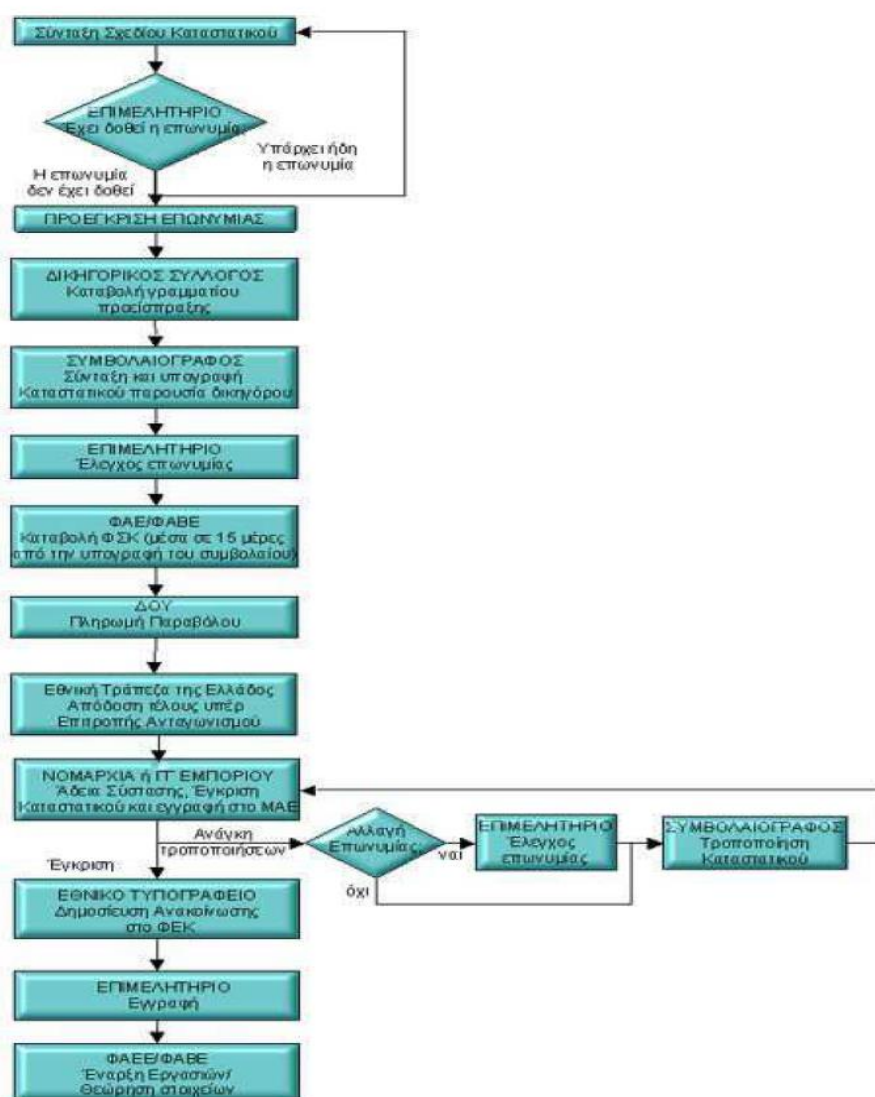 Σύνταξη Σχεδίου Καταστατικού
ΕΠΙΜΕΛΗΤΗΡΙΟ
Έχει δοθεί η επωνυμία;
Υπάρχει ήδη
η επωνυμία
Η επωνυμία
δεν έχει δοθεί
ΠΡΟΕΓΚΡΙΣΗ ΕΠΩΝΥΜΙΑΣ
ΔΙΚΗΓΟΡΙΚΟΣ ΣΥΛΛΟΓΟΣ
Καταβολή γραμματίου
προείσπραξης
ΣΥΜΒΟΛΑΙΟΓΡΑΦΟΣ
Σύνταξη και υπογραφή
Καταστατικού παρουσία δικηγόρου
ΕΠΙΜΕΛΗΤΗΡΙΟ
Έλεγχος επωνυμίας
ΦΑΕ/ΦΑΒΕ
Καταβολή ΦΣΚ (μέσα σε 15 μέρες
από την υπογραφή του συμβολαίου)
ΔΟΥ
Πληρωμή Παραβόλου
Εθνική Τράπεζα της Ελλάδος
Απόδοση τέλους υπέρ
Επιτροπής Ανταγωνισμού
ΝΟΜΑΡΧΙΑ ή ΓΓ ΕΜΠΟΡΙΟΥ
Άδεια Σύστασης, Έγκριση
Καταστατικού και εγγραφή στο ΜΑΕ
Ανάγκη
τροποποιήσεων
Αλλαγή
Επωνυμίας;
ναι
όχι
ΕΠΙΜΕΛΗΤΗΡΙΟ
Έλεγχος
επωνυμίας
ΣΥΜΒΟΛΑΙΟΓΡΑΦΟΣ
Τροποποίηση
Καταστατικού
Έγκριση
ΕΘΝΙΚΟ ΤΥΠΟΓΡΑΦΕΙΟ
Δημοσίευση Ανακοίνωσης
στο ΦΕΚ
ΕΠΙΜΕΛΗΤΗΡΙΟ
Εγγραφή
ΦΑΕΕ/ΦΑΒΕ
Έναρξη Εργασιών/
Θεώρηση στοιχείων